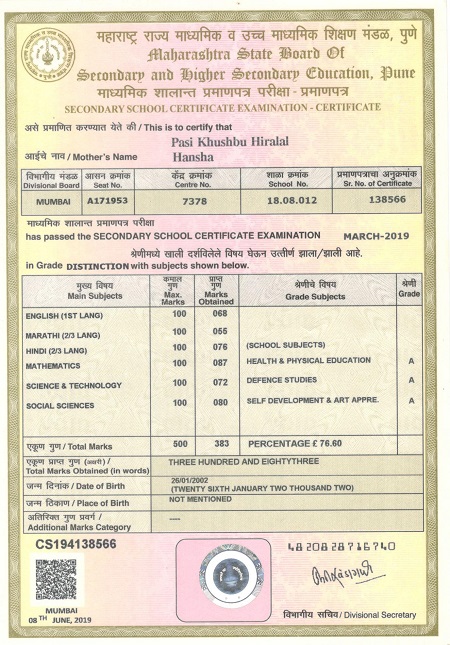 महाराष्ट्र राज्य माध्यमिक व उच्च माध्यमिक शिक्षण मंडळ, पुणे
Maharashtra State Board Of
Secondary and Higher Secondary Education, Pune
माध्यमिक शालान्त प्रमाणपत्र परीक्षा - प्रमाणपत्र
SECONDARY SCHOOL CERTIFICATE EXAMINATION - CERTIFICATE
असे प्रमाणित करण्यात येते की / This is to certify that
Pasi Khushbu Hiralal
आईचे नाव / Mother's Name Hansha
विभागीय मंडळ आसन क्रमांक केंद्र क्रमांक शाळा क्रमांक प्रमाणपत्राचा अनुक्रमांक
Divisional Board Seat No. Centre No. School No. Sr. No. of Certificate
MUMBAI A171953 7378 18.08.012 138566
माध्यमिक शालान्त प्रमाणपत्र परीक्षा
has passed the SECONDARY SCHOOL CERTIFICATE EXAMINATION MARCH-2019
श्रेणीमध्ये खाली दर्शविलेले विषय घेऊन उत्तीर्ण झाला/झाली आहे.
in Grade DISTINCTION with subjects shown below.
मुख्य विषय कमाल गुण प्राप्त गुण श्रेणीचे विषय श्रेणी
Main Subjects Max. Marks Marks Obtained Grade Subjects Grade
ENGLISH (1ST LANG) 100 068
MARATHI (2/3 LANG) 100 055
HINDI (2/3 LANG) 100 076 (SCHOOL SUBJECTS)
MATHEMATICS 100 087 HEALTH & PHYSICAL EDUCATION A
SCIENCE & TECHNOLOGY 100 072 DEFENCE STUDIES A
SOCIAL SCIENCES 100 080 SELF DEVELOPMENT & ART APPRE. A
एकूण गुण / Total Marks 500 383 PERCENTAGE £ 76.60
एकूण प्राप्त गुण (अक्षरी) /
Total Marks Obtained (in words) THREE HUNDRED AND EIGHTYTHREE
जन्म दिनांक / Date of Birth 26/01/2002
(TWENTY SIXTH JANUARY TWO THOUSAND TWO)
जन्म ठिकाण / Place of Birth NOT MENTIONED
अतिरिक्त गुण प्रवर्ग /
Additional Marks Category ----
CS194138566
4820828716740
MUMBAI
08TH JUNE, 2019
विभागीय सचिव / Divisional Secretary